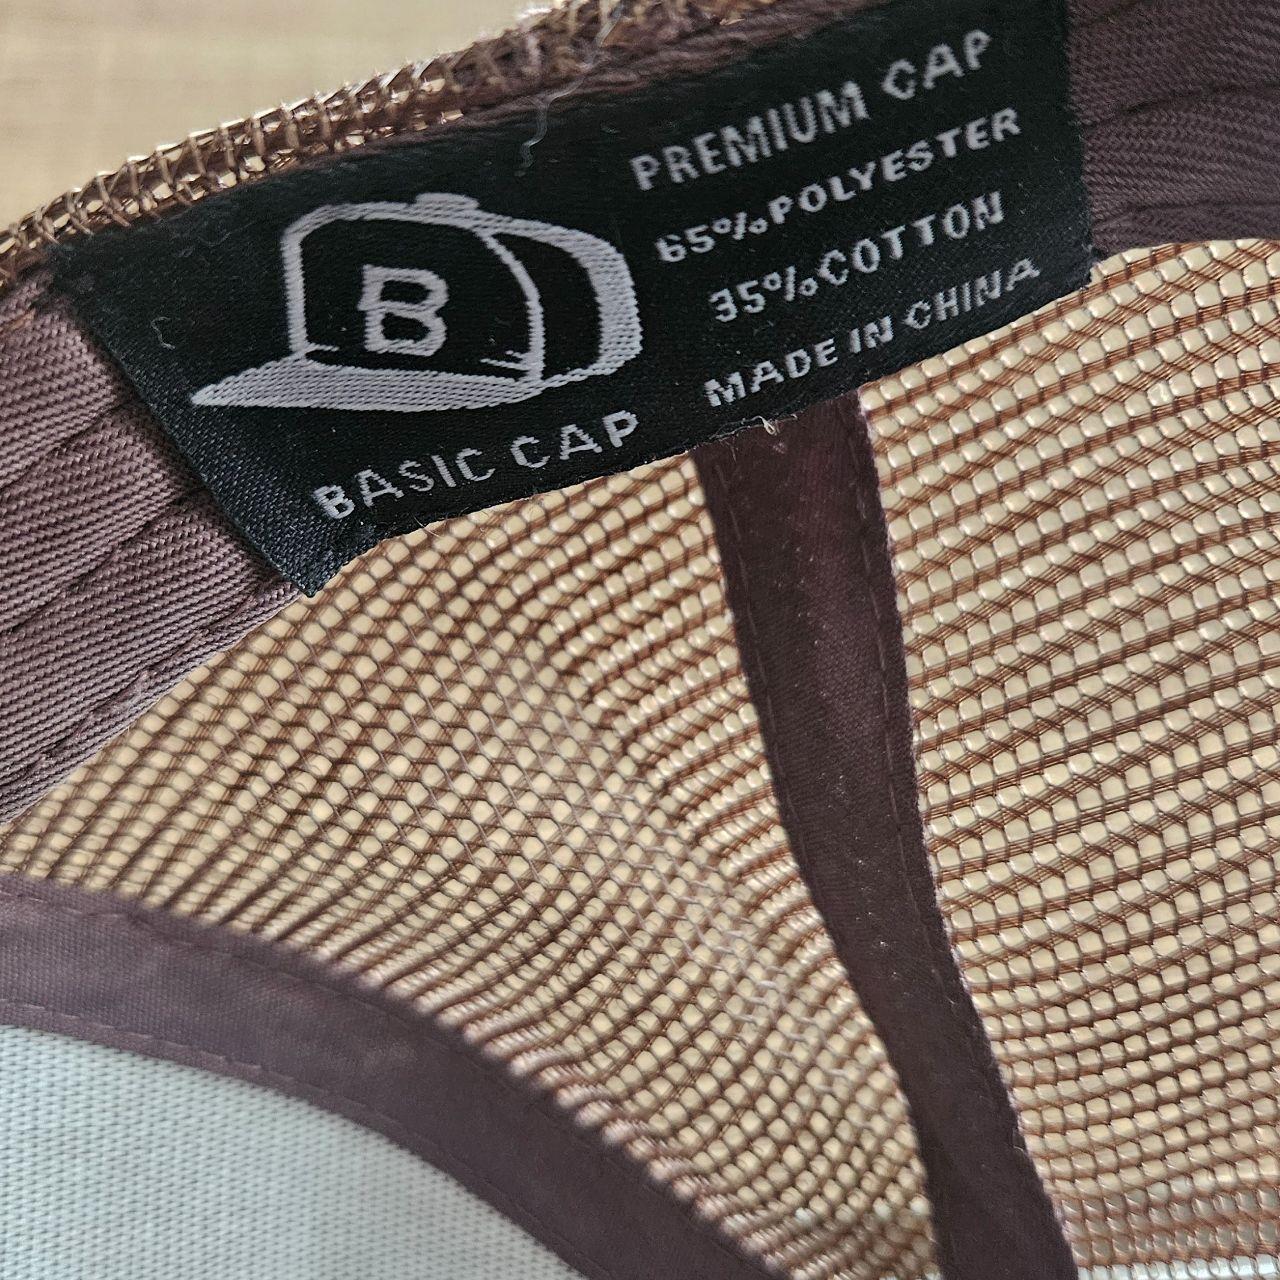 B
BASIC CAP
PREMIUM CAP
65%POLYESTER
35%COTTON
MADE IN CHINA